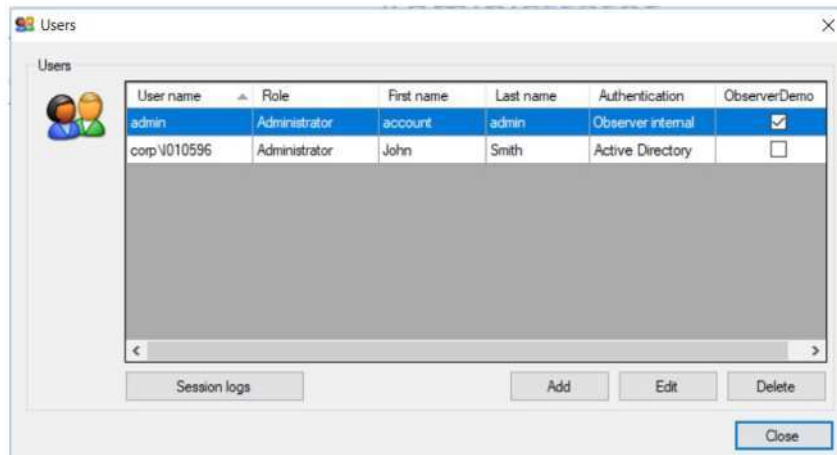 Users
Users
User name Role First name Last name Authentication ObserverDemo
admin Administrator account admin Observer internal
corp\l010596 Administrator John Smith Active Directory
Session logs Add Edit Delete
Close